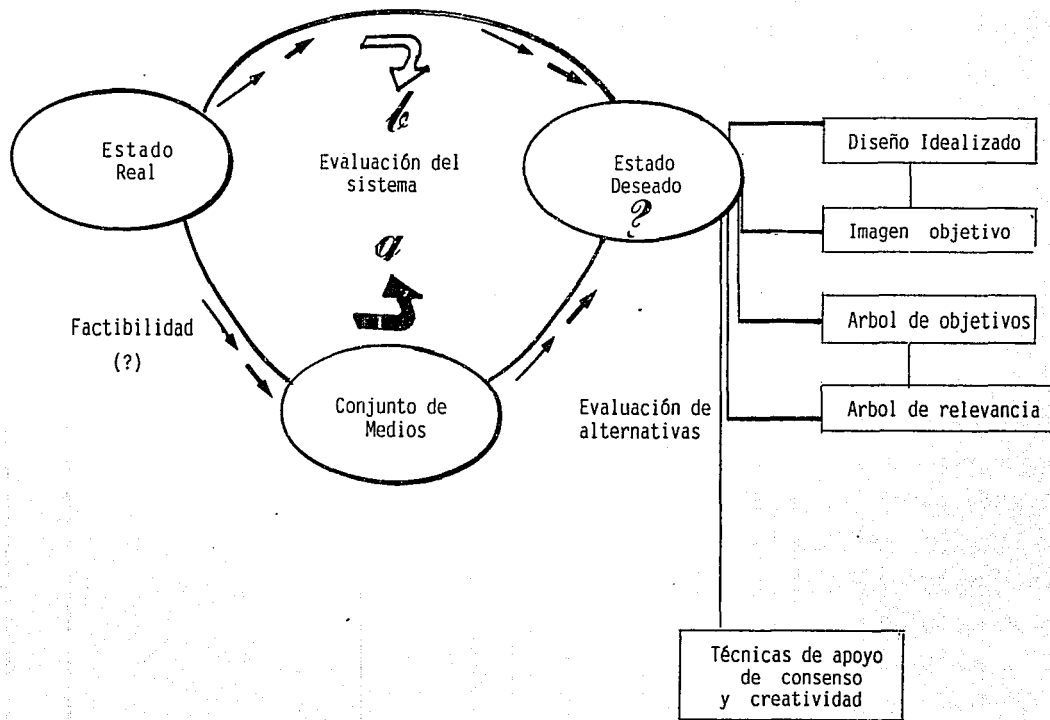 b
Estado
Real
Evaluación del
sistema
Estado
Deseado
?
a
Factibilidad
(?)
Conjunto de
Medios
Evaluación de
alternativas
Diseño Idealizado
Imagen objetivo
Arbol de objetivos
Arbol de relevancia
Técnicas de apoyo
de consenso
y creatividad